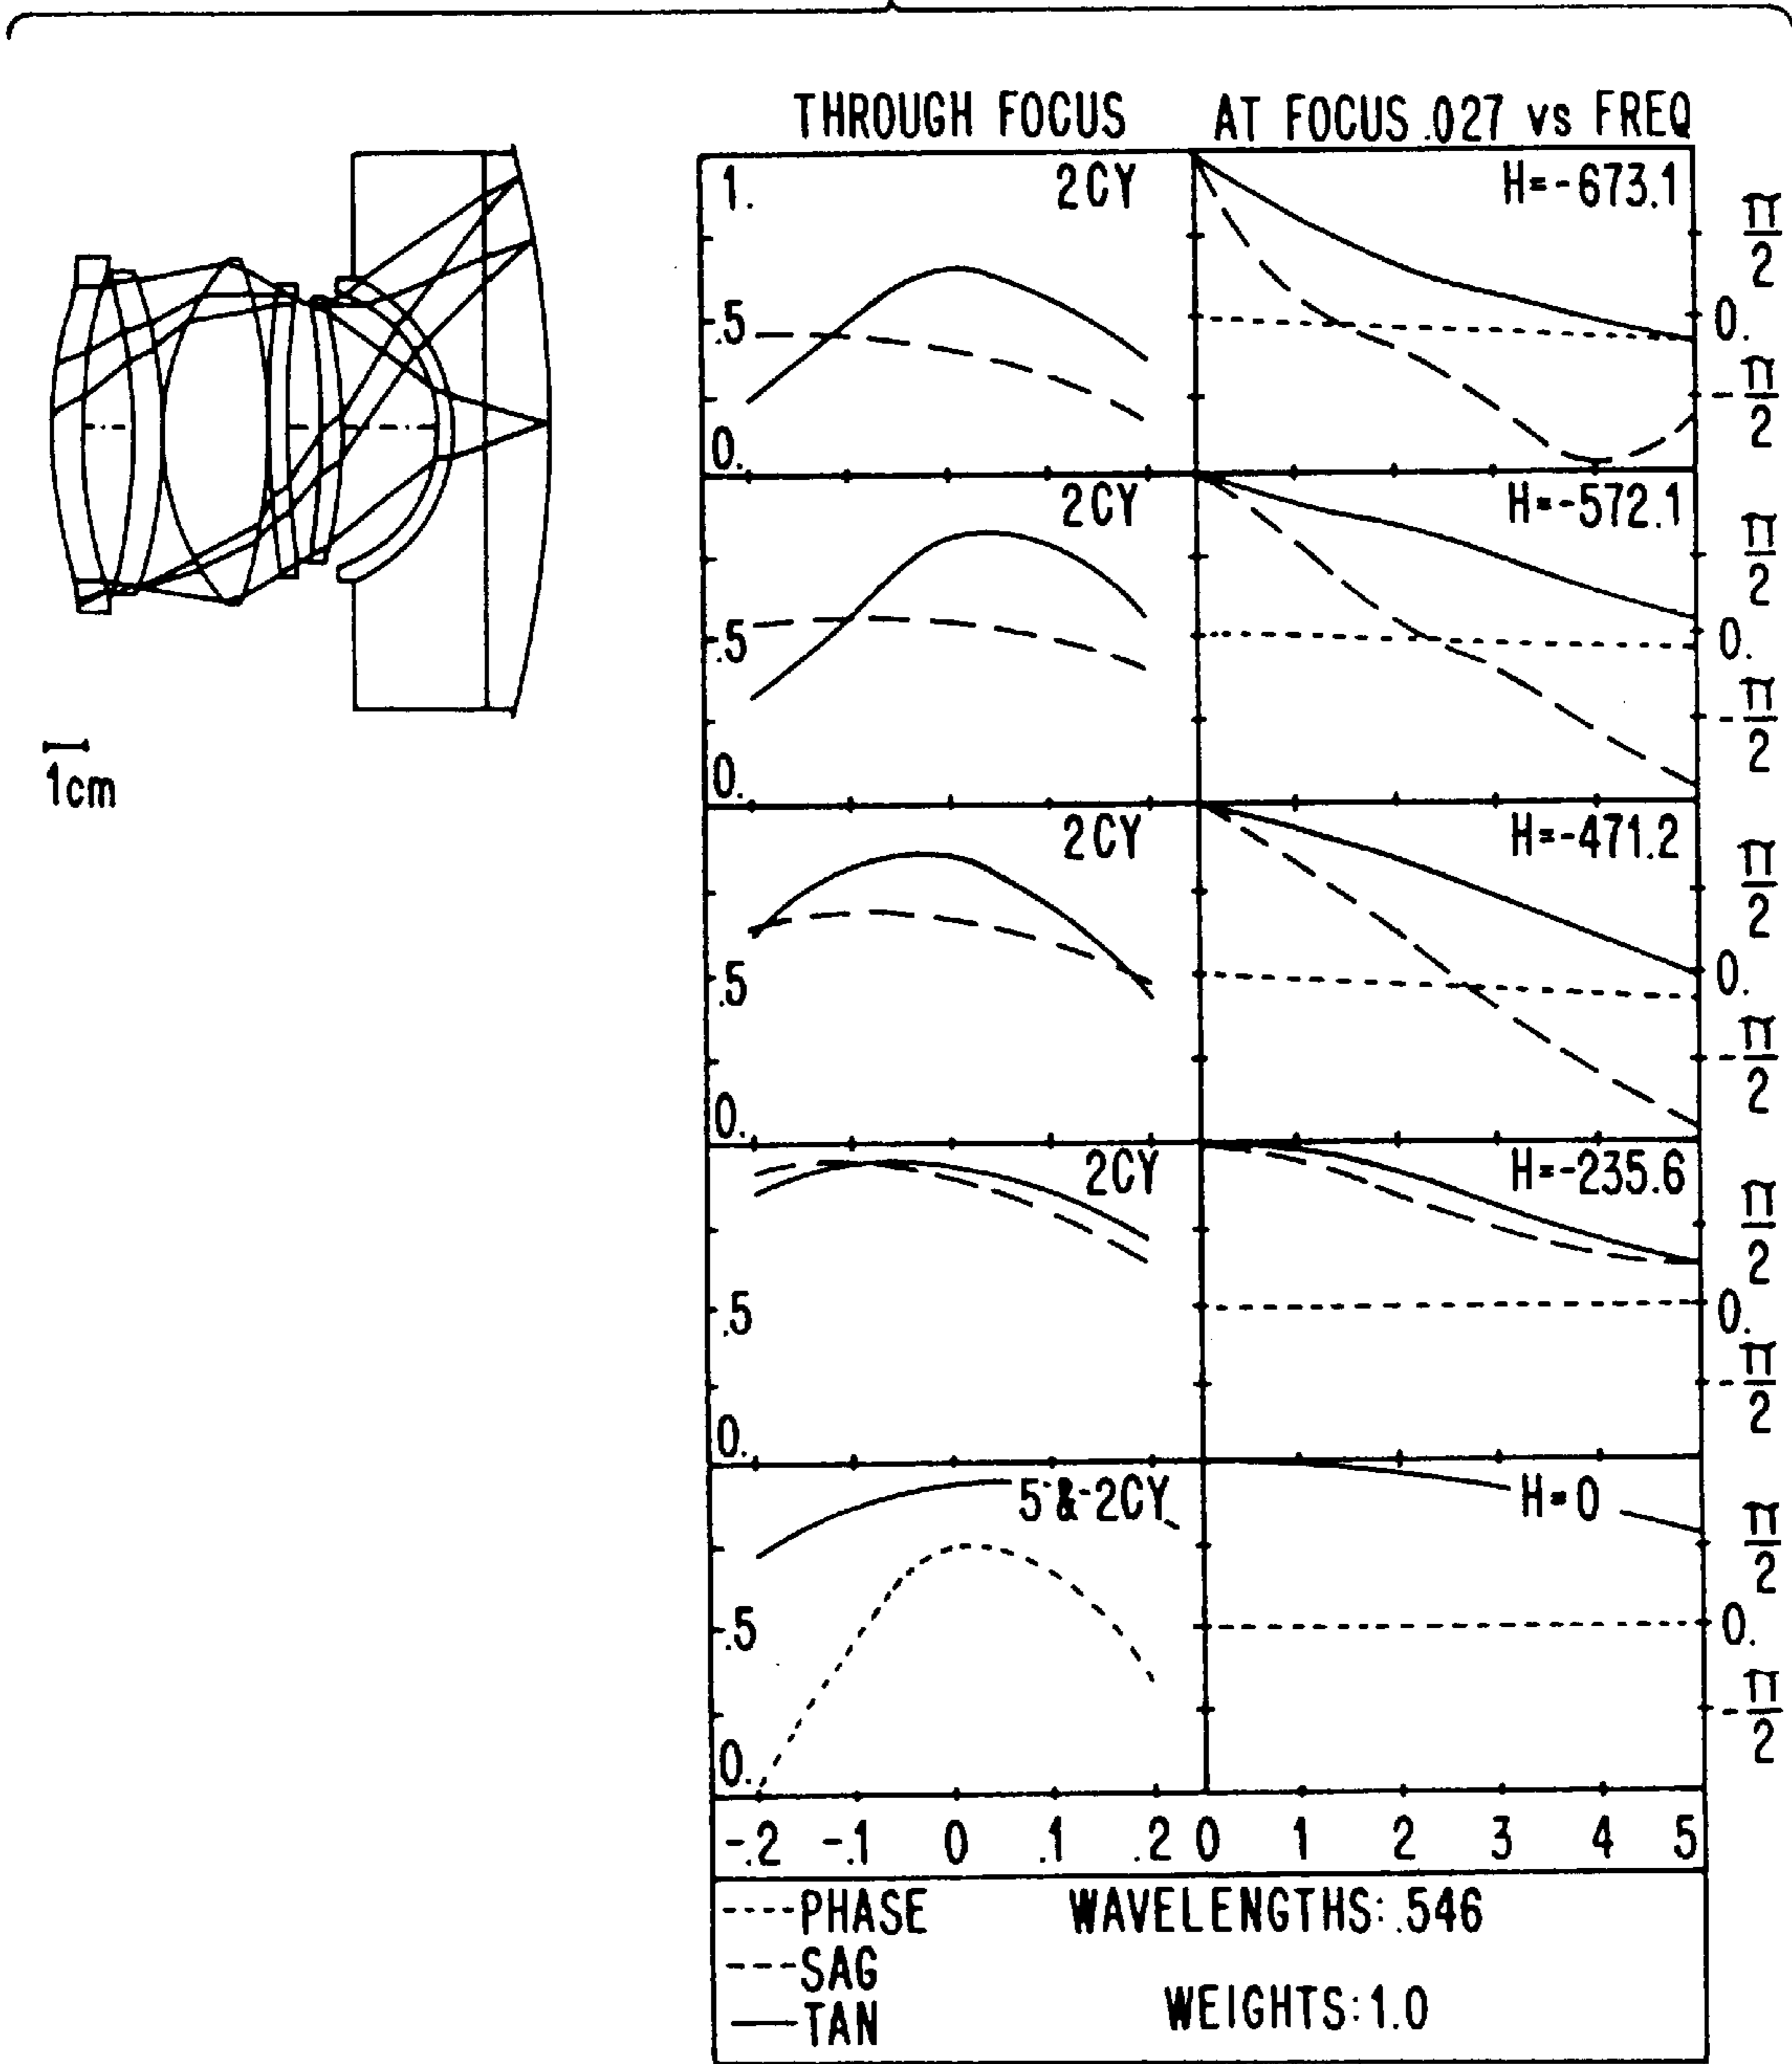 THROUGH FOCUS AT FOCUS .027 vs FREQ
1. 2CY H=-673.1 π/2
.5 0.
0. -π/2
2CY H=-572.1 π/2
.5 0.
0. -π/2
2CY H=-471.2 π/2
.5 0.
0. -π/2
2CY H=-235.6 π/2
.5 0.
0. -π/2
5 & 2CY H=0 π/2
.5 0.
0. -π/2
-.2 -.1 0 .1 .2 0 1 2 3 4 5
PHASE WAVELENGTHS: .546
SAG
TAN WEIGHTS: 1.0
1cm